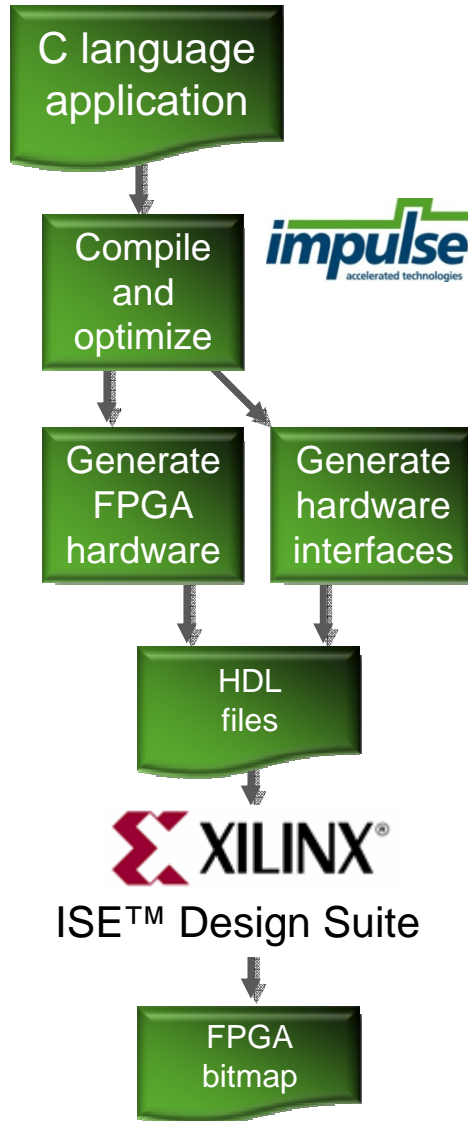 C language
application
Compile
and
optimize
impulse
accelerated technologies
Generate
FPGA
hardware
Generate
hardware
interfaces
HDL
files
XILINX®
ISE™ Design Suite
FPGA
bitmap